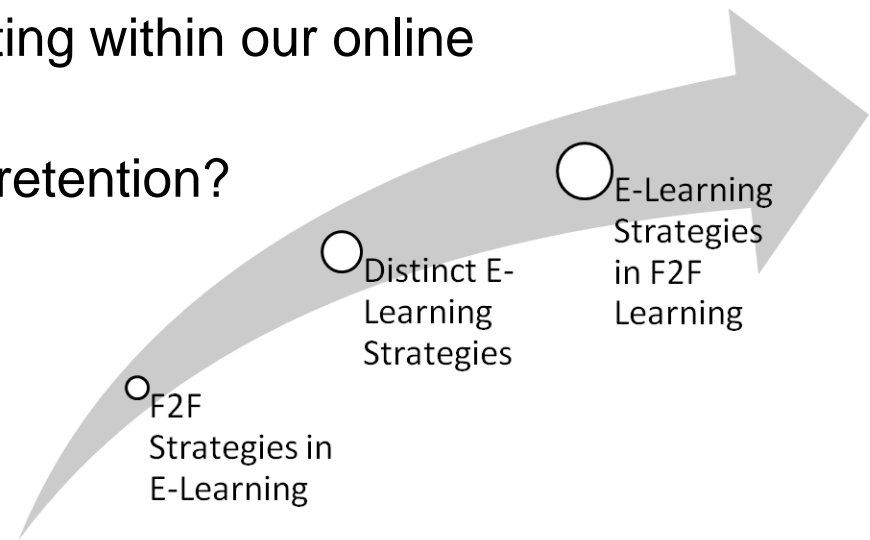 ting within our online
retention?
E-Learning
Strategies
in F2F
Learning
Distinct E-
Learning
Strategies
F2F
Strategies in
E-Learning